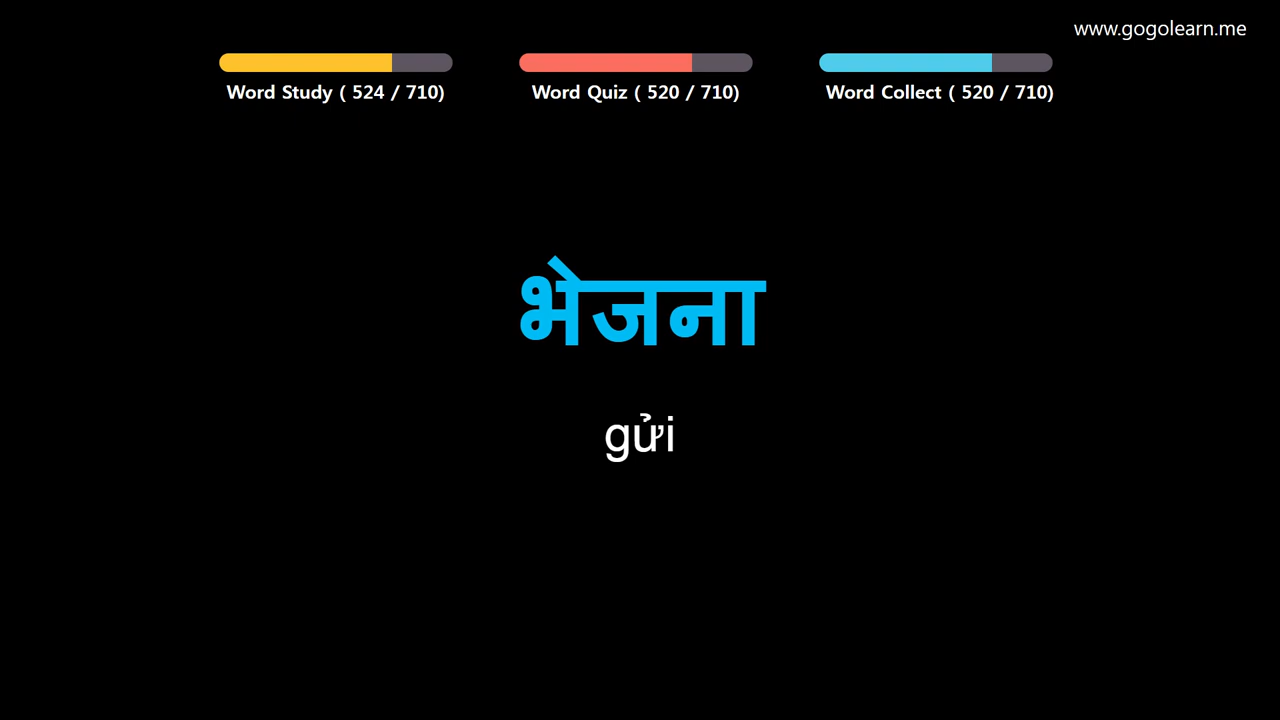 www.gogolearn.me
Word Study ( 524 / 710)
Word Quiz ( 520 / 710)
Word Collect ( 520 / 710)
भेजना
gửi